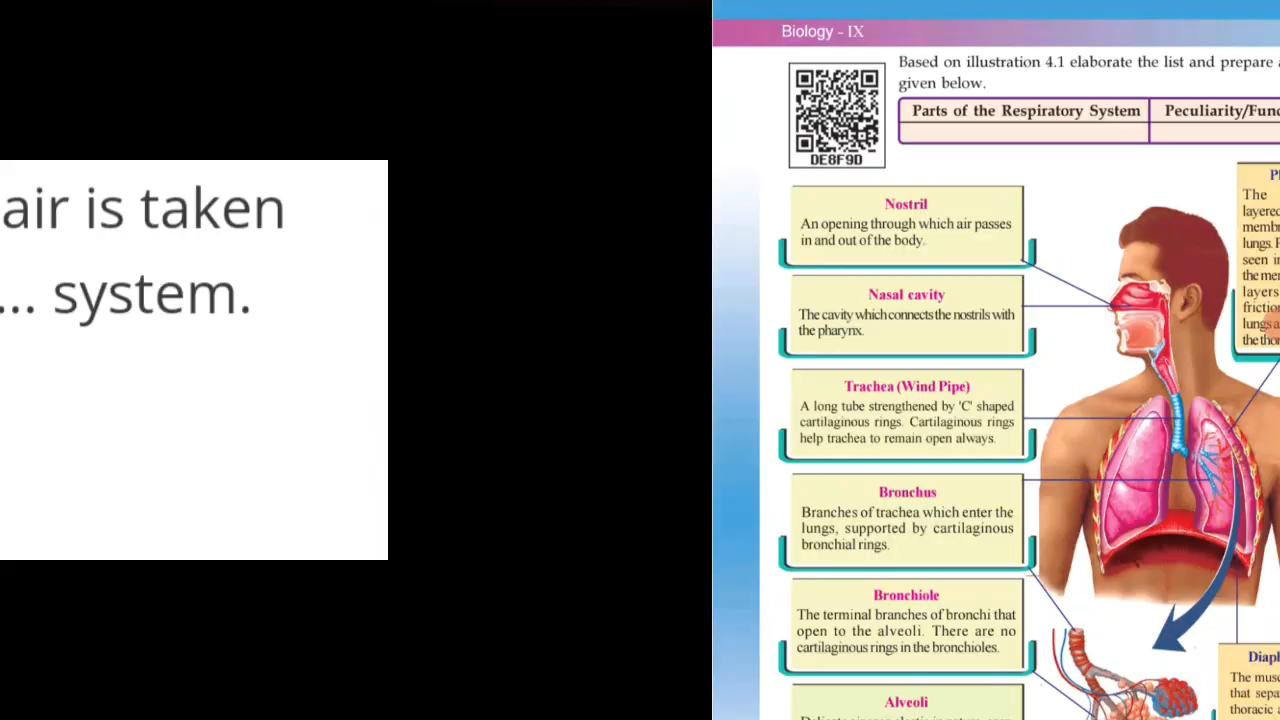 air is taken
... system.
Biology - IX
Based on illustration 4.1 elaborate the list and prepare
given below.
DE8F9D
Parts of the Respiratory System
Nostril
An opening through which air passes
in and out of the body.
Nasal cavity
The cavity which connects the nostrils with
the pharynx.
Trachea (Wind Pipe)
A long tube strengthened by 'C' shaped
cartilaginous rings. Cartilaginous rings
help trachea to remain open always.
Bronchus
Branches of trachea which enter the
lungs, supported by cartilaginous
bronchial rings.
Bronchiole
The terminal branches of bronchi that
open to the alveoli. There are no
cartilaginous rings in the bronchioles.
Alveoli
The
lungs.
seen
layers
The
that
thoracic